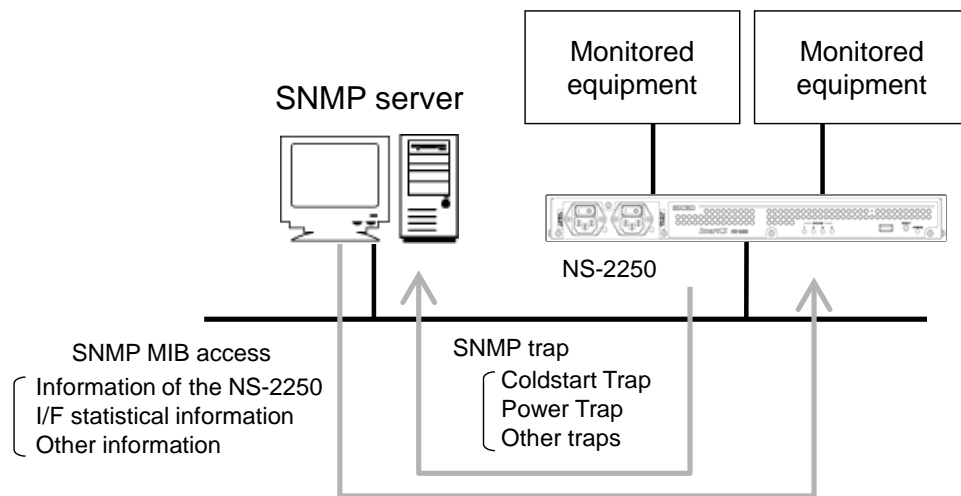 Monitored
equipment
Monitored
equipment
SNMP server
NS-2250
SNMP MIB access
Information of the NS-2250
I/F statistical information
Other information
SNMP trap
Coldstart Trap
Power Trap
Other traps